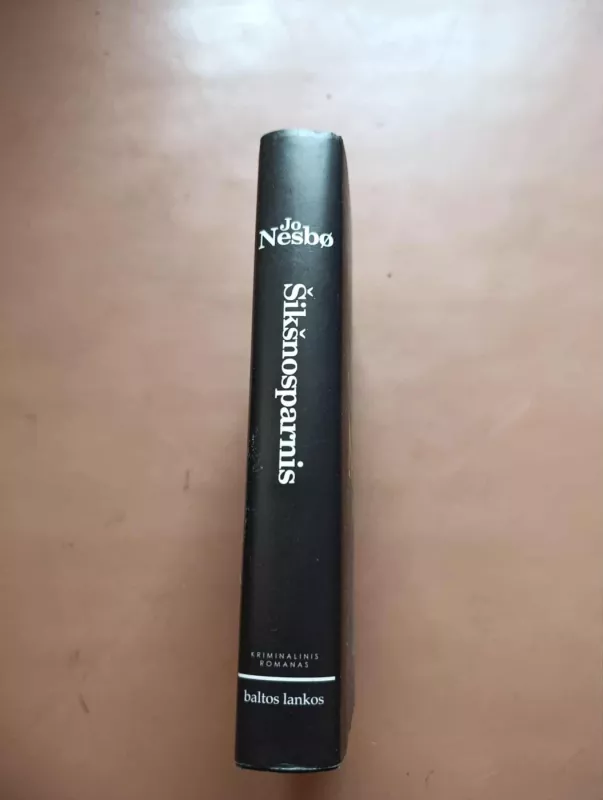 Jo
Nesbø
Šikšnosparnis
KRIMINALINIS
ROMANAS
baltos lankos